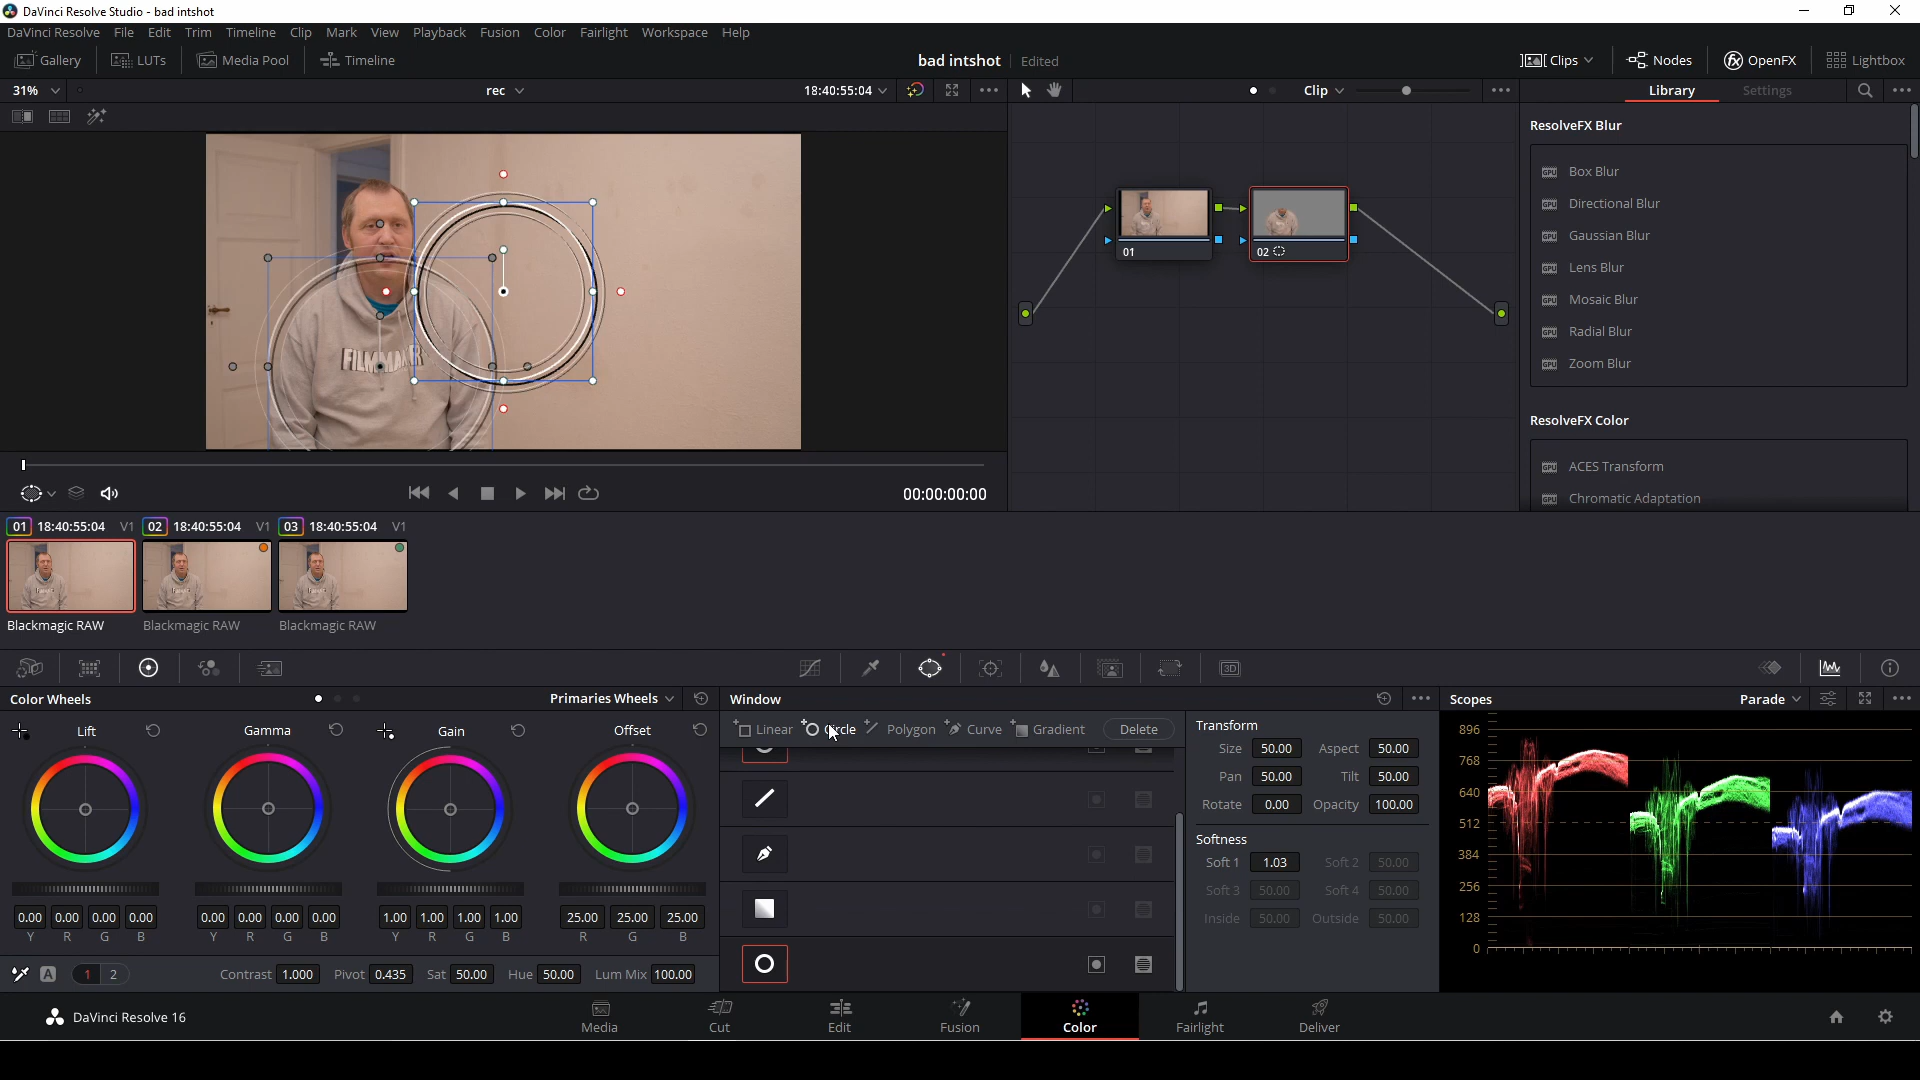 DaVinci Resolve Studio - bad intshot
DaVinci Resolve File Edit Trim Timeline Clip Mark View Playback Fusion Color Fairlight Workspace Help
Gallery LUTs Media Pool Timeline bad intshot Edited Clips Nodes OpenFX Lightbox
31% rec 18:40:55:04 Clip Library Settings
ResolveFX Blur
Box Blur
Directional Blur
Gaussian Blur
Lens Blur
Mosaic Blur
Radial Blur
Zoom Blur
ResolveFX Color
ACES Transform
Chromatic Adaptation
01
02
00:00:00:00
01 18:40:55:04 V1 02 18:40:55:04 V1 03 18:40:55:04 V1
Blackmagic RAW Blackmagic RAW Blackmagic RAW
3D
Color Wheels Primaries Wheels Window Scopes Parade
Lift Gamma Gain Offset
Linear Circle Polygon Curve Gradient Delete
Transform
Size 50.00 Aspect 50.00
Pan 50.00 Tilt 50.00
Rotate 0.00 Opacity 100.00
Softness
Soft 1 1.03 Soft 2 50.00
Soft 3 50.00 Soft 4 50.00
Inside 50.00 Outside 50.00
896
768
640
512
384
256
128
0
0.00 0.00 0.00 0.00 0.00 0.00 0.00 0.00 1.00 1.00 1.00 1.00 25.00 25.00 25.00
Y R G B Y R G B Y R G B R G B
A 1 2 Contrast 1.000 Pivot 0.435 Sat 50.00 Hue 50.00 Lum Mix 100.00
DaVinci Resolve 16 Media Cut Edit Fusion Color Fairlight Deliver